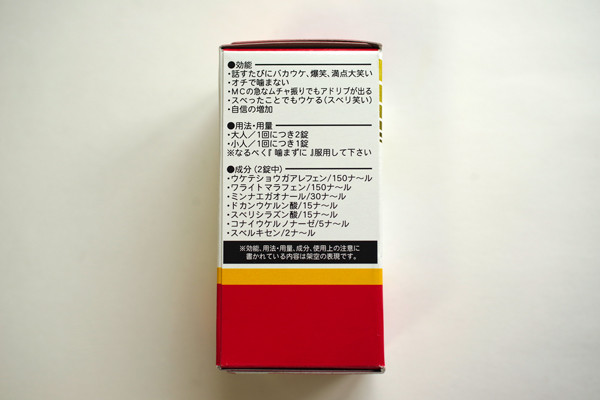 ●効能
・話すたびにバカウケ、爆笑、満点大笑い
・オチで噛まない
・MCの急なムチャ振りでもアドリブが出る
・スベったことでもウケる(スベリ笑い)
・自信の増加
●用法・用量
・大人/1回につき2錠
・小人/1回につき1錠
※なるべく『噛まずに』服用して下さい
●成分(2錠中)
・ウケテショウガアレフェン/150ナ〜ル
・ワライトマラフェン/150ナ〜ル
・ミンナエガオナール/30ナ〜ル
・ドカンウケルン酸/15ナ〜ル
・スベリシラズン酸/15ナ〜ル
・コナイウケルノナーゼ/5ナ〜ル
・スベルキセン/2ナ〜ル
※効能、用法・用量、成分、使用上の注意に
書かれている内容は架空の表現です。